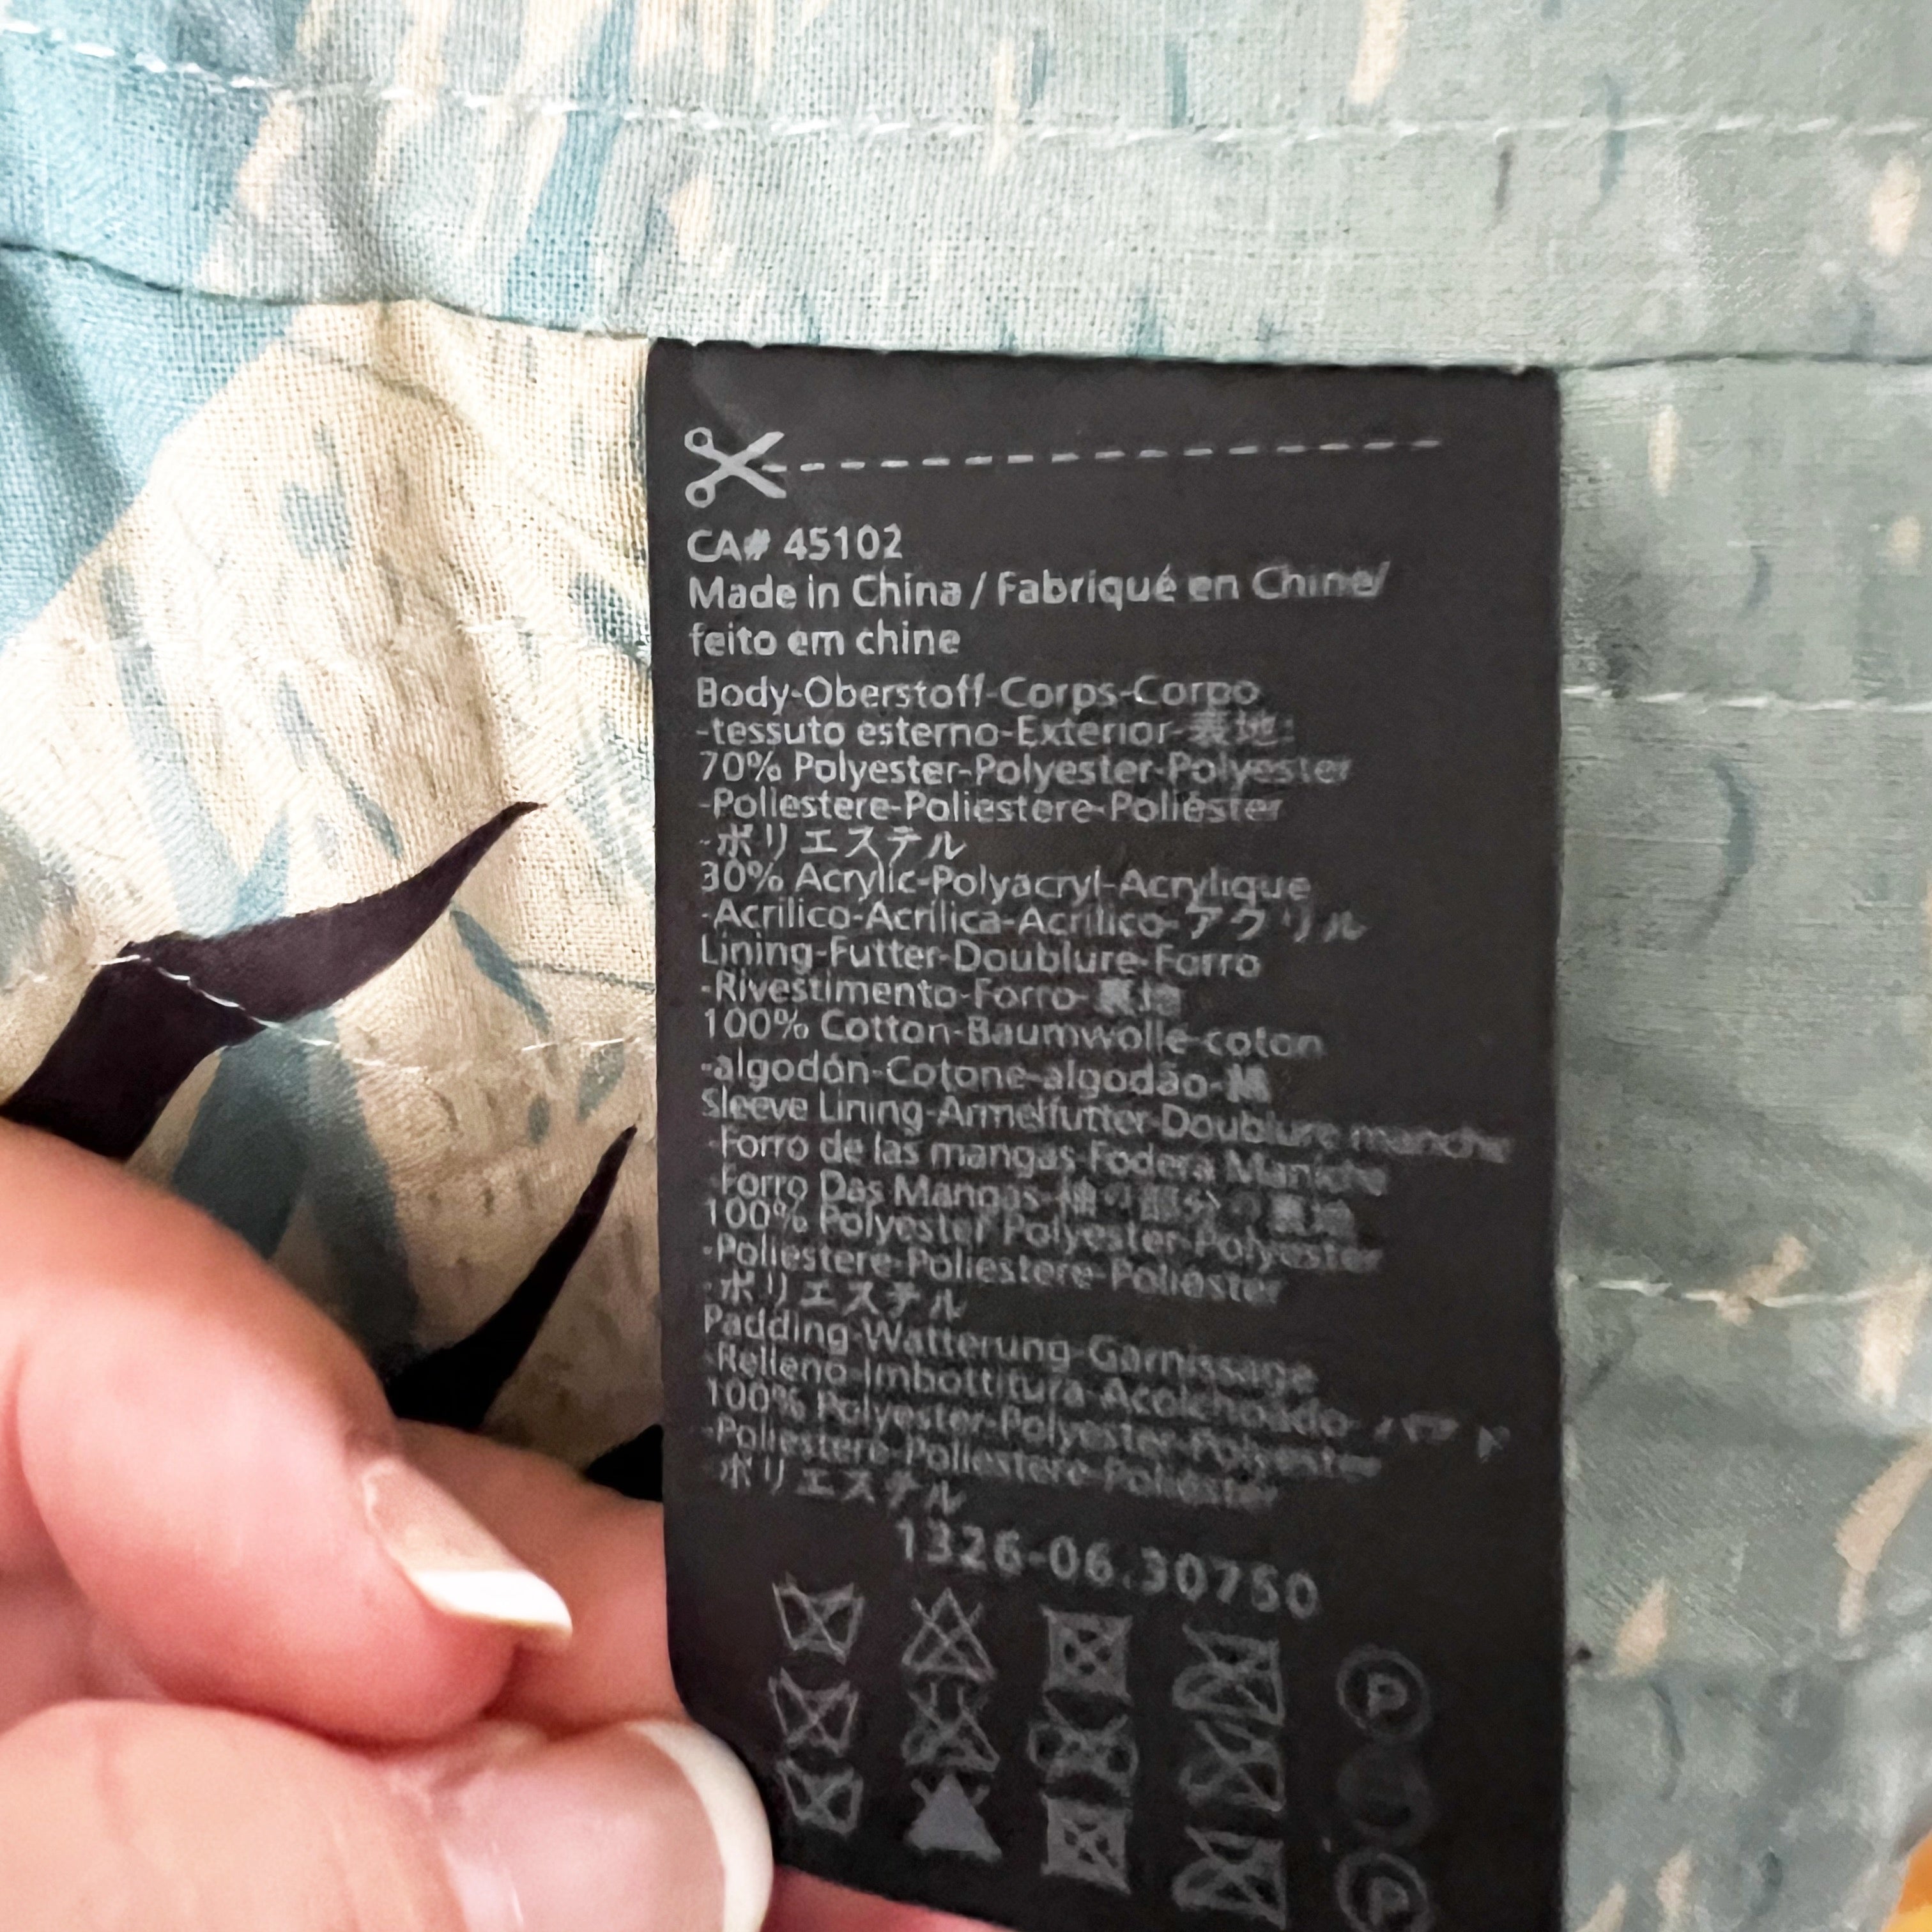 CA# 45102
Made in China / Fabriqué en Chine/
feito em chine
Body-Oberstoff-Corps-Corpo
-tessuto esterno-Exterior-表地:
70% Polyester-Polyester-Polyester
-Poliestere-Poliestere-Poliéster
-ポリエステル
30% Acrylic-Polyacryl-Acrylique
-Acrilico-Acrílica-Acrílico-アクリル
Lining-Futter-Doublure-Forro
-Rivestimento-Forro-裏地
100% Cotton-Baumwolle-coton
-algodón-Cotone-algodão-
Sleeve Lining-Armelfutter-Doublure manche
-Forro de las mangas-Fodera Maniche
-Forro Das Mangas-袖の部分の裏地
100% Polyester Polyester-Polyester
-Poliestere-Poliestere-Poliéster
-ポリエステル
Padding-Watterung-Garnissage
-Relleno-Imbottitura-Acolchoado-
100% Polyester-Polyester-Polyester
-Poliestere-Poliestere-Poliéster
-ポリエステル
1326-06.30750
P
P